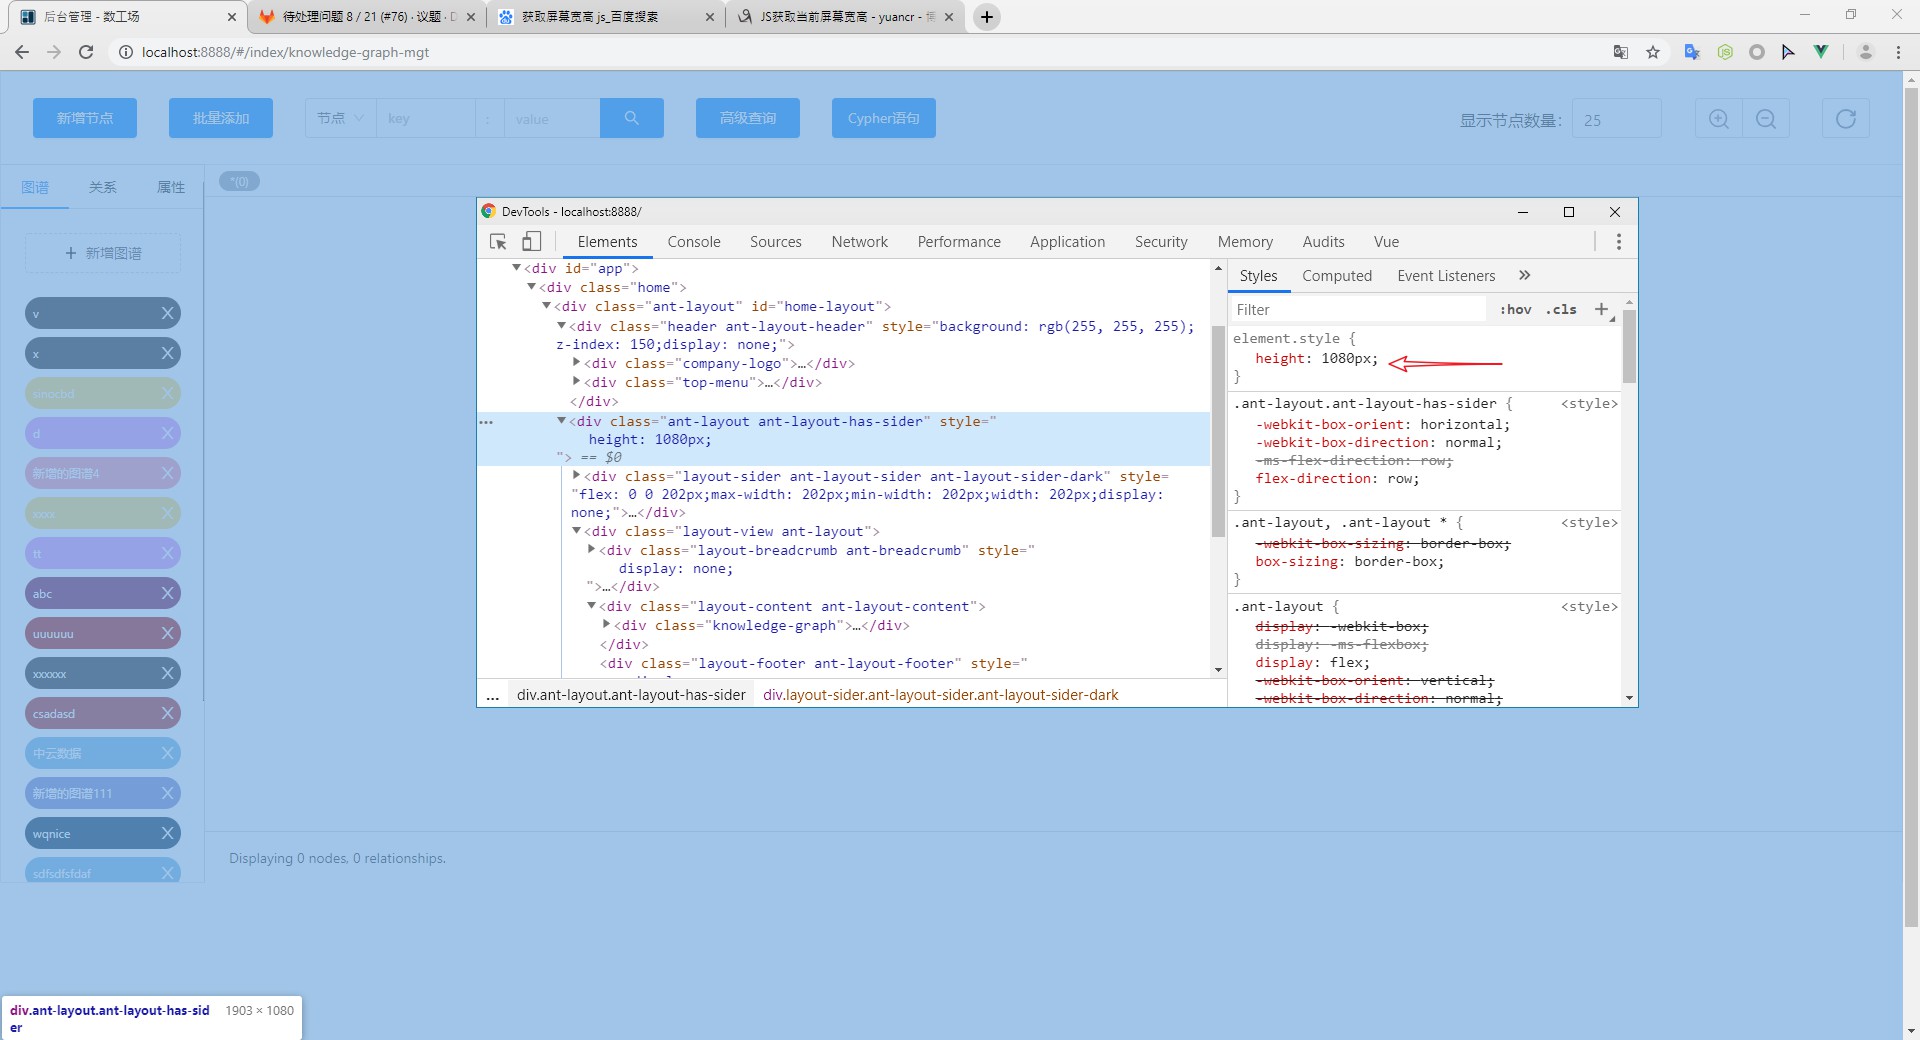 后台管理 - 数工场
待处理问题 8 / 21 (#76) · 议题 · D
获取屏幕宽高 js_百度搜索
JS获取当前屏幕宽高 - yuancr - 博
localhost:8888/#/index/knowledge-graph-mgt
新增节点
批量添加
节点
key
:
value
高级查询
Cypher语句
显示节点数量:
25
图谱
关系
属性
*(0)
+ 新增图谱
v X
x X
sinocbd X
d X
新增的图谱4 X
xxxx X
tt X
abc X
uuuuuu X
xxxxxx X
csadasd X
中云数据 X
新增的图谱111 X
wqnice X
sdfsdfsfdaf X
Displaying 0 nodes, 0 relationships.
DevTools - localhost:8888/
Elements Console Sources Network Performance Application Security Memory Audits Vue
<div id="app">
<div class="home">
<div class="ant-layout" id="home-layout">
<div class="header ant-layout-header" style="background: rgb(255, 255, 255);
z-index: 150;display: none;">
<div class="company-logo">…</div>
<div class="top-menu">…</div>
</div>
<div class="ant-layout ant-layout-has-sider" style="
height: 1080px;
"> == $0
<div class="layout-sider ant-layout-sider ant-layout-sider-dark" style=
"flex: 0 0 202px;max-width: 202px;min-width: 202px;width: 202px;display:
none;">…</div>
<div class="layout-view ant-layout">
<div class="layout-breadcrumb ant-breadcrumb" style="
display: none;
">…</div>
<div class="layout-content ant-layout-content">
<div class="knowledge-graph">…</div>
</div>
<div class="layout-footer ant-layout-footer" style="
... div.ant-layout.ant-layout-has-sider div.layout-sider.ant-layout-sider.ant-layout-sider-dark
Styles Computed Event Listeners »
Filter :hov .cls +
element.style {
height: 1080px;
}
.ant-layout.ant-layout-has-sider { <style>
-webkit-box-orient: horizontal;
-webkit-box-direction: normal;
-ms-flex-direction: row;
flex-direction: row;
}
.ant-layout, .ant-layout * { <style>
-webkit-box-sizing: border-box;
box-sizing: border-box;
}
.ant-layout { <style>
display: -webkit-box;
display: -ms-flexbox;
display: flex;
-webkit-box-orient: vertical;
-webkit-box-direction: normal;
div.ant-layout.ant-layout-has-sid 1903 × 1080
er